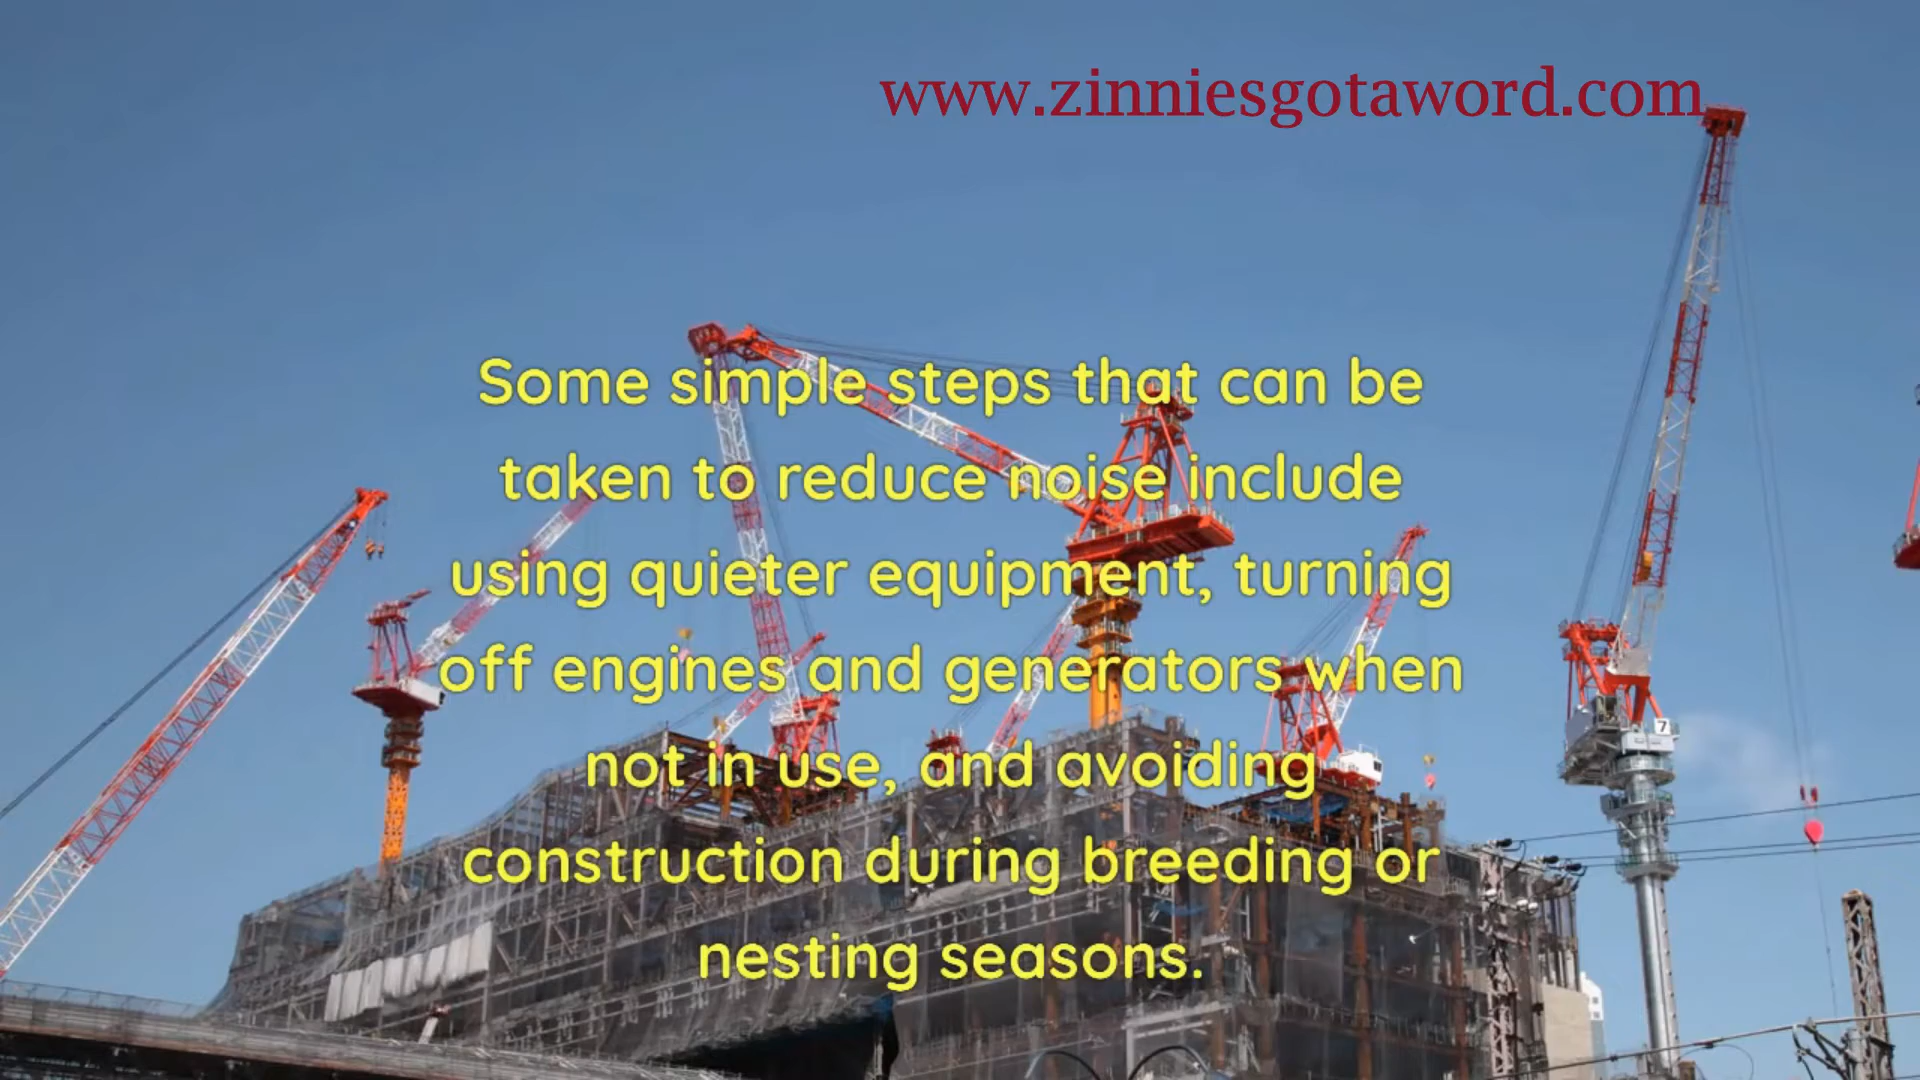 www.zinniesgotaword.com
Some simple steps that can be
taken to reduce noise include
using quieter equipment, turning
off engines and generators when
not in use, and avoiding
construction during breeding or
nesting seasons.
7